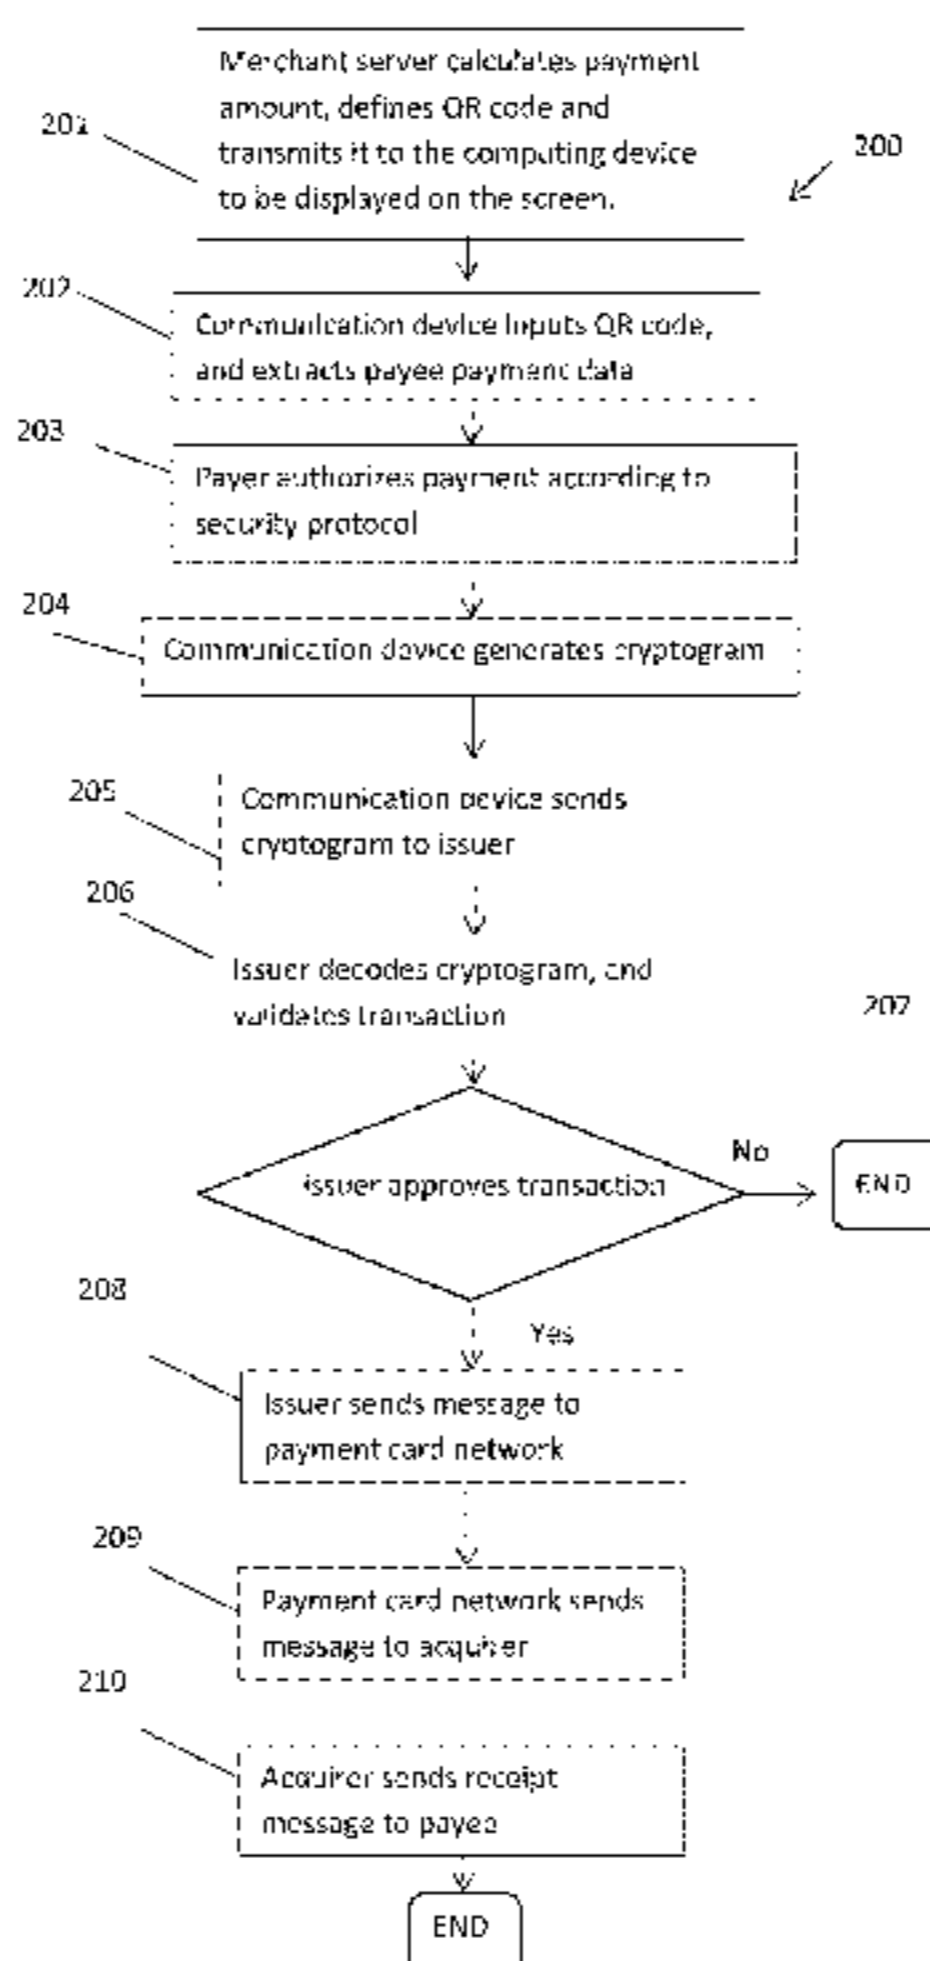 Merchant server calculates payment
amount, defines QR code and
transmits it to the computing device
to be displayed on the screen.
201
200
202
Communication device inputs QR code,
and extracts payee payment data
203
Payer authorizes payment according to
security protocol
204
Communication device generates cryptogram
205
Communication device sends
cryptogram to issuer
206
Issuer decodes cryptogram, and
validates transaction
207
Issuer approves transaction
No
END
208
Yes
Issuer sends message to
payment card network
209
Payment card network sends
message to acquirer
210
Acquirer sends receipt
message to payee
END